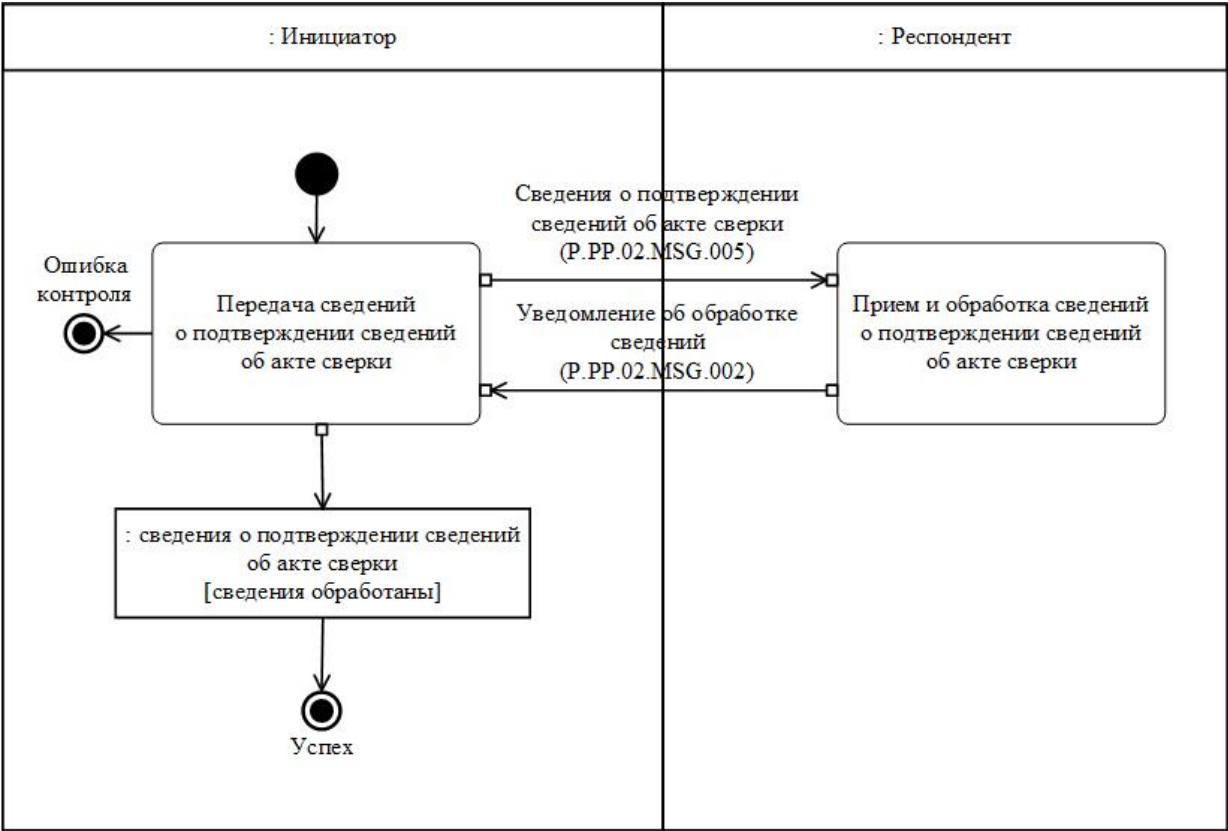 : Инициатор
: Респондент
Сведения о подтверждении
сведений об акте сверки
(P.PP.02.MSG.005)
Ошибка
контроля
Передача сведений
о подтверждении сведений
об акте сверки
Уведомление об обработке
сведений
(P.PP.02.MSG.002)
Прием и обработка сведений
о подтверждении сведений
об акте сверки
: сведения о подтверждении сведений
об акте сверки
[сведения обработаны]
Успех